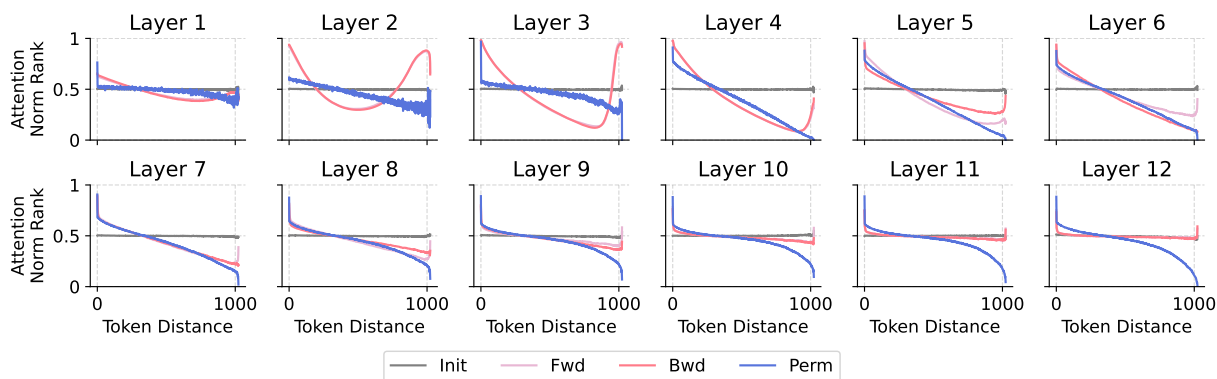 Layer 1 Layer 2 Layer 3 Layer 4 Layer 5 Layer 6
Attention
Norm Rank
1
0.5
0
Layer 7 Layer 8 Layer 9 Layer 10 Layer 11 Layer 12
Attention
Norm Rank
1
0.5
0
0 1000 0 1000 0 1000 0 1000 0 1000 0 1000
Token Distance Token Distance Token Distance Token Distance Token Distance Token Distance
Init Fwd Bwd Perm